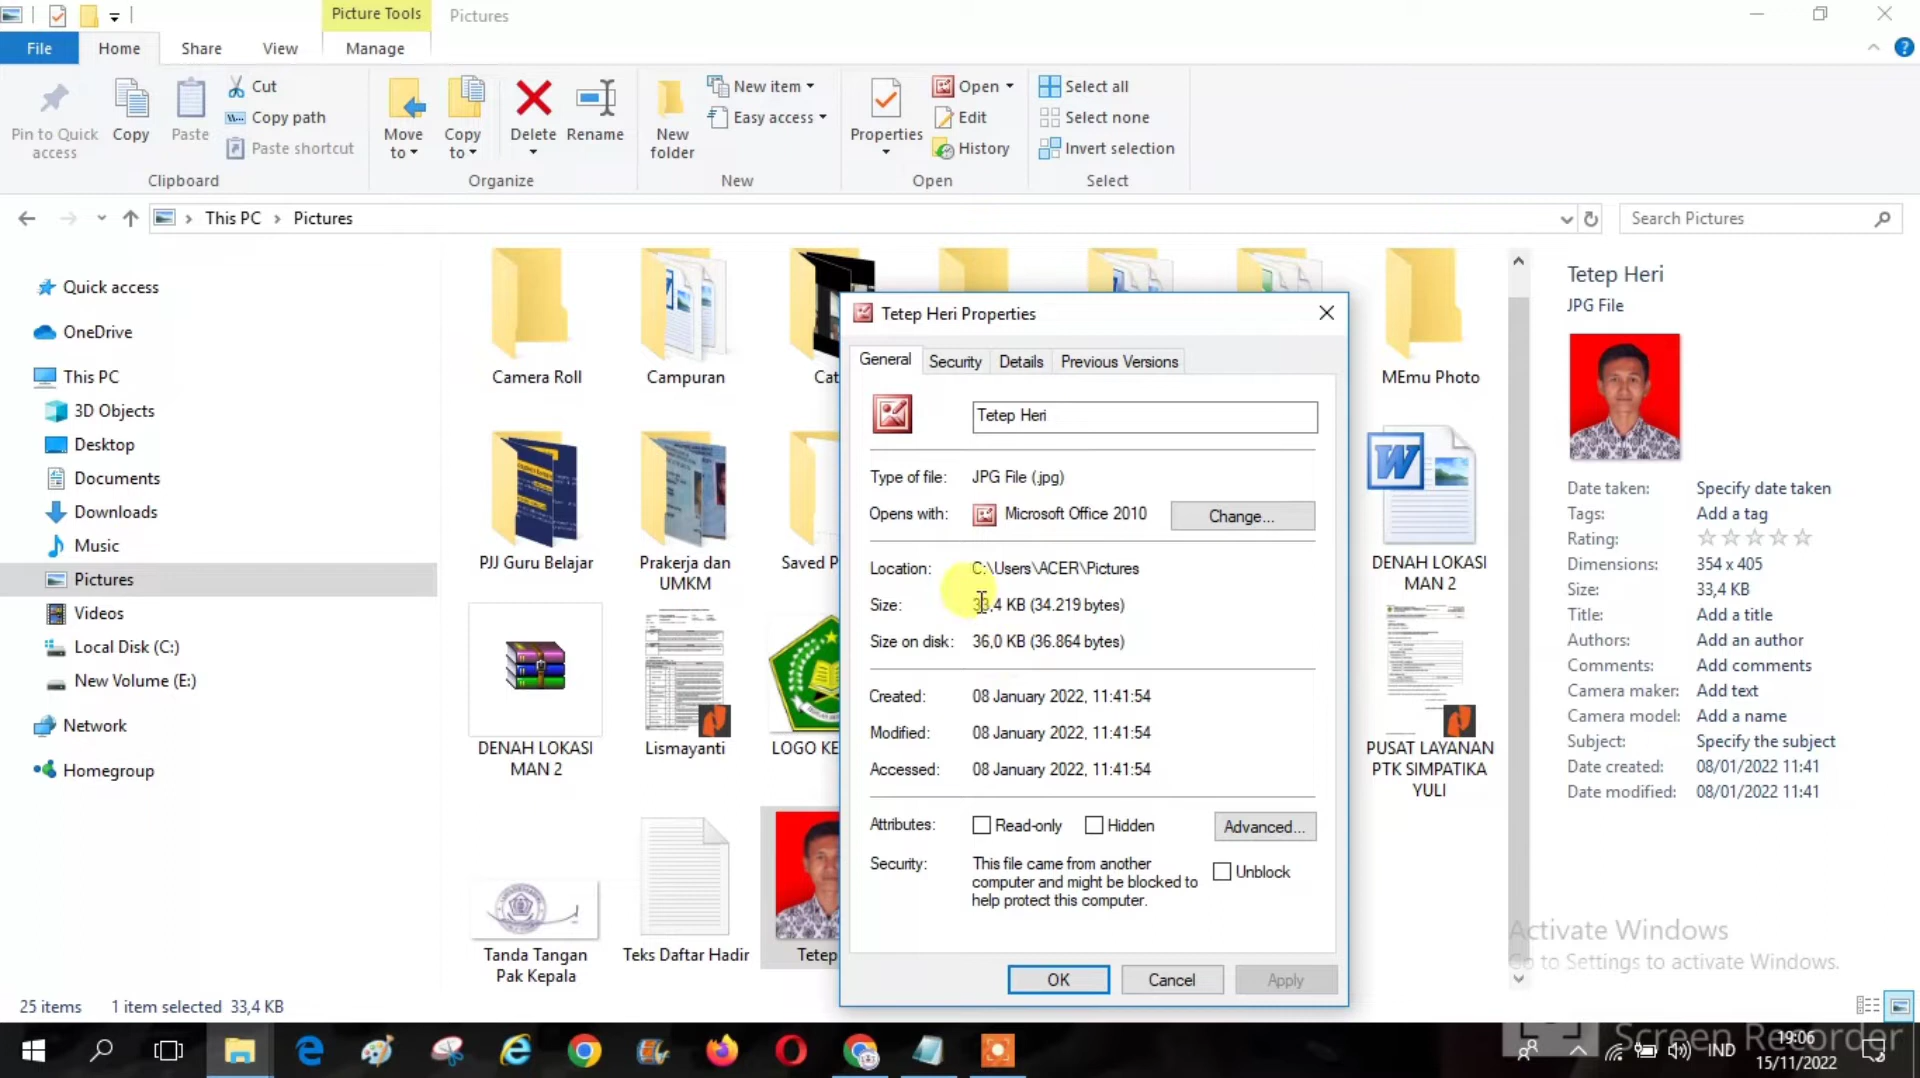 Picture Tools
Pictures
File
Home
Share
View
Manage
Pin to Quick access
Copy
Paste
Cut
Copy path
Paste shortcut
Clipboard
Move to
Copy to
Delete
Rename
Organize
New folder
New item
Easy access
New
Properties
Open
Edit
History
Open
Select all
Select none
Invert selection
Select
This PC
Pictures
Search Pictures
Quick access
OneDrive
This PC
3D Objects
Desktop
Documents
Downloads
Music
Pictures
Videos
Local Disk (C:)
New Volume (E:)
Network
Homegroup
Camera Roll
Campuran
Cat
MEmu Photo
PJJ Guru Belajar
Prakerja dan
UMKM
Saved P
DENAH LOKASI
MAN 2
DENAH LOKASI
MAN 2
Lismayanti
LOGO KE
PUSAT LAYANAN
PTK SIMPATIKA
YULI
Tanda Tangan
Pak Kepala
Teks Daftar Hadir
Tetep
Tetep Heri Properties
General
Security
Details
Previous Versions
Tetep Heri
Type of file: JPG File (.jpg)
Opens with: Microsoft Office 2010
Change...
Location: C:\Users\ACER\Pictures
Size: 33,4 KB (34.219 bytes)
Size on disk: 36,0 KB (36.864 bytes)
Created: 08 January 2022, 11:41:54
Modified: 08 January 2022, 11:41:54
Accessed: 08 January 2022, 11:41:54
Attributes: Read-only Hidden
Advanced...
Security: This file came from another
computer and might be blocked to
help protect this computer.
Unblock
OK
Cancel
Apply
Tetep Heri
JPG File
Date taken: Specify date taken
Tags: Add a tag
Rating:
Dimensions: 354 x 405
Size: 33,4 KB
Title: Add a title
Authors: Add an author
Comments: Add comments
Camera maker: Add text
Camera model: Add a name
Subject: Specify the subject
Date created: 08/01/2022 11:41
Date modified: 08/01/2022 11:41
Activate Windows
Go to Settings to activate Windows.
25 items
1 item selected 33,4 KB
Screen Recorder
IND
19:06
15/11/2022